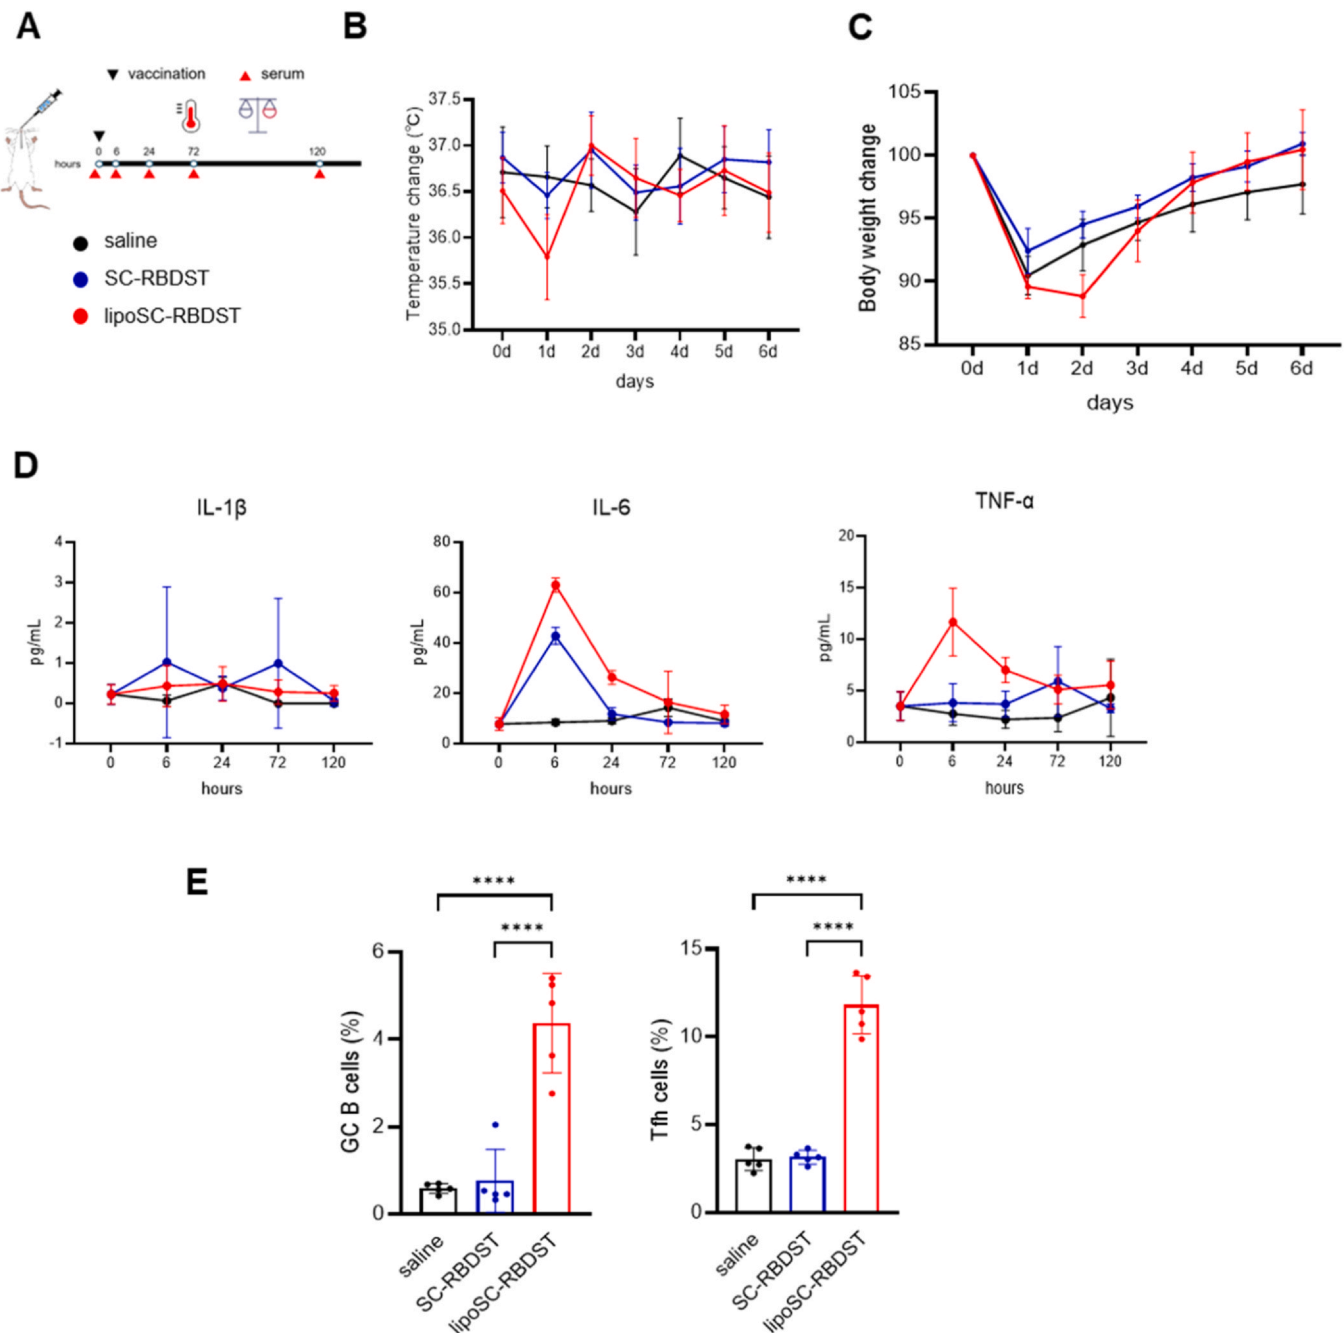 A
▼ vaccination ▲ serum
hours 0 6 24 72 120
saline
SC-RBDST
lipoSC-RBDST
B
Temperature change (°C)
37.5
37.0
36.5
36.0
35.5
35.0
0d 1d 2d 3d 4d 5d 6d
days
C
Body weight change
105
100
95
90
85
0d 1d 2d 3d 4d 5d 6d
days
D
IL-1β
pg/mL
4
3
2
1
0
-1
0 6 24 72 120
hours
IL-6
pg/mL
80
60
40
20
0
0 6 24 72 120
hours
TNF-α
pg/mL
20
15
10
5
0
0 6 24 72 120
hours
E
****
****
GC B cells (%)
6
4
2
0
saline
SC-RBDST
lipoSC-RBDST
****
****
Tfh cells (%)
15
10
5
0
saline
SC-RBDST
lipoSC-RBDST